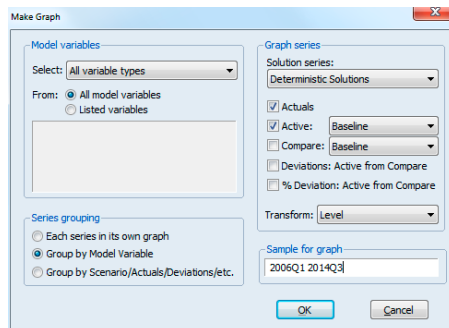 Make Graph
Model variables
Select: All variable types
From: All model variables
Listed variables
Series grouping
Each series in its own graph
Group by Model Variable
Group by Scenario/Actuals/Deviations/etc.
Graph series
Solution series:
Deterministic Solutions
Actuals
Active: Baseline
Compare: Baseline
Deviations: Active from Compare
% Deviation: Active from Compare
Transform: Level
Sample for graph
2006Q1 2014Q3
OK
Cancel